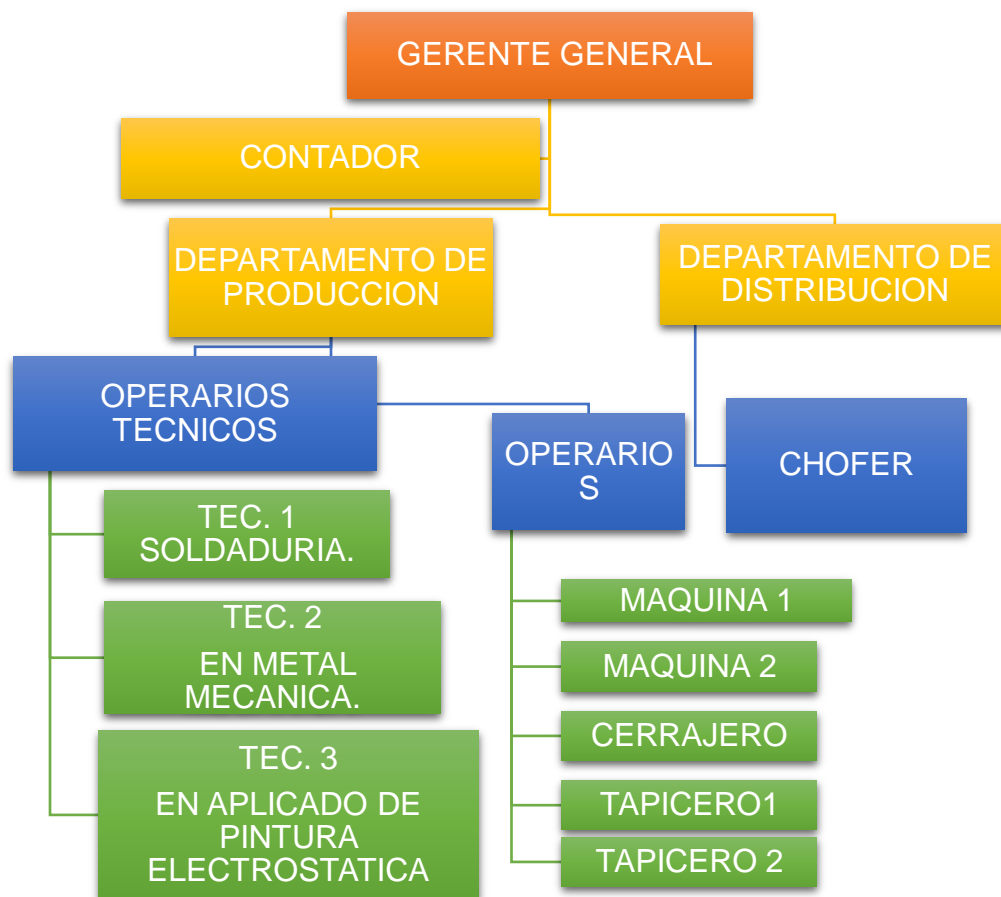 GERENTE GENERAL
CONTADOR
DEPARTAMENTO DE
PRODUCCION
DEPARTAMENTO DE
DISTRIBUCION
OPERARIOS
TECNICOS
OPERARIO
S
CHOFER
TEC. 1
SOLDADURIA.
TEC. 2
EN METAL
MECANICA.
TEC. 3
EN APLICADO DE
PINTURA
ELECTROSTATICA
MAQUINA 1
MAQUINA 2
CERRAJERO
TAPICERO1
TAPICERO 2